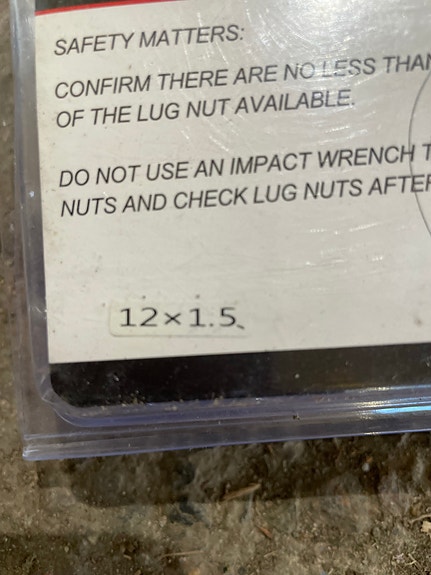 SAFETY MATTERS:
CONFIRM THERE ARE NO LESS THAN
OF THE LUG NUT AVAILABLE.
DO NOT USE AN IMPACT WRENCH
NUTS AND CHECK LUG NUTS AFTER
12×1.5